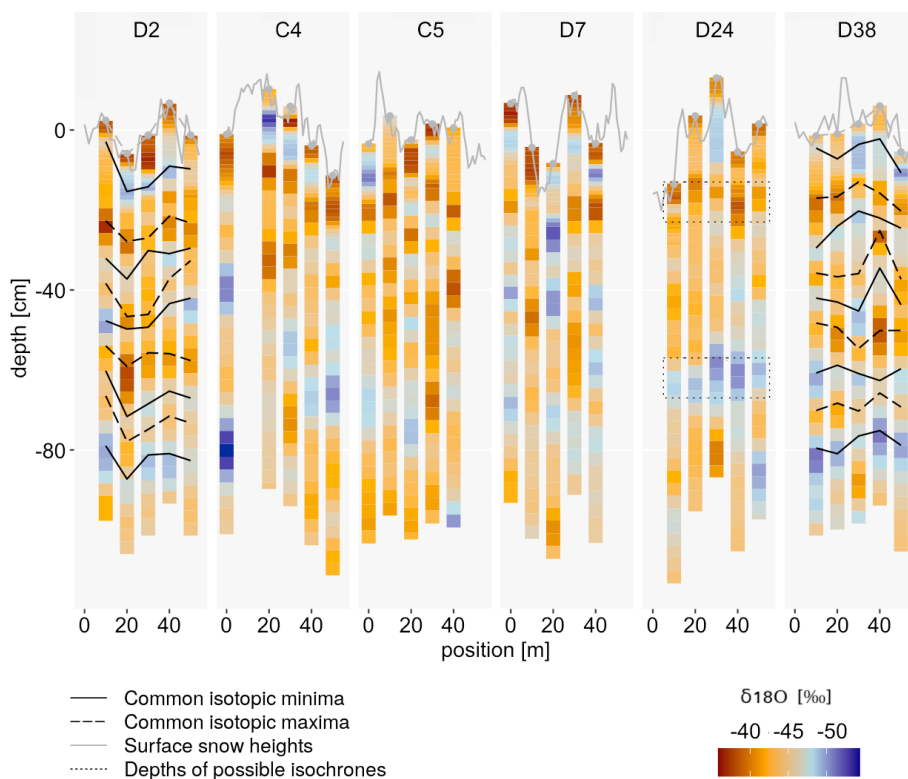 D2 C4 C5 D7 D24 D38
0
-40
-80
depth [cm]
0 20 40 0 20 40 0 20 40 0 20 40 0 20 40 0 20 40
position [m]
Common isotopic minima
Common isotopic maxima
Surface snow heights
Depths of possible isochrones
δ18O [‰]
-40 -45 -50